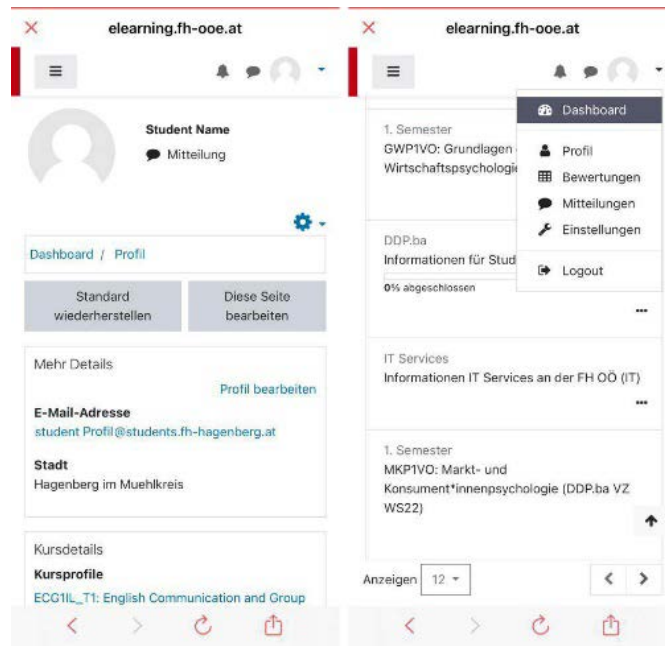 elearning.fh-ooe.at
Student Name
Mitteilung
Dashboard / Profil
Standard
wiederherstellen
Diese Seite
bearbeiten
Mehr Details
Profil bearbeiten
E-Mail-Adresse
student Profil@students.fh-hagenberg.at
Stadt
Hagenberg im Muehlkreis
Kursdetails
Kursprofile
ECG1IL_T1: English Communication and Group
elearning.fh-ooe.at
Dashboard
Profil
Bewertungen
Mitteilungen
Einstellungen
Logout
1. Semester
GWP1VO: Grundlagen
Wirtschaftspsychologie
DDP.ba
Informationen für Stud
0% abgeschlossen
IT Services
Informationen IT Services an der FH OÖ (IT)
1. Semester
MKP1VO: Markt- und
Konsument*innenpsychologie (DDP.ba VZ
WS22)
Anzeigen 12